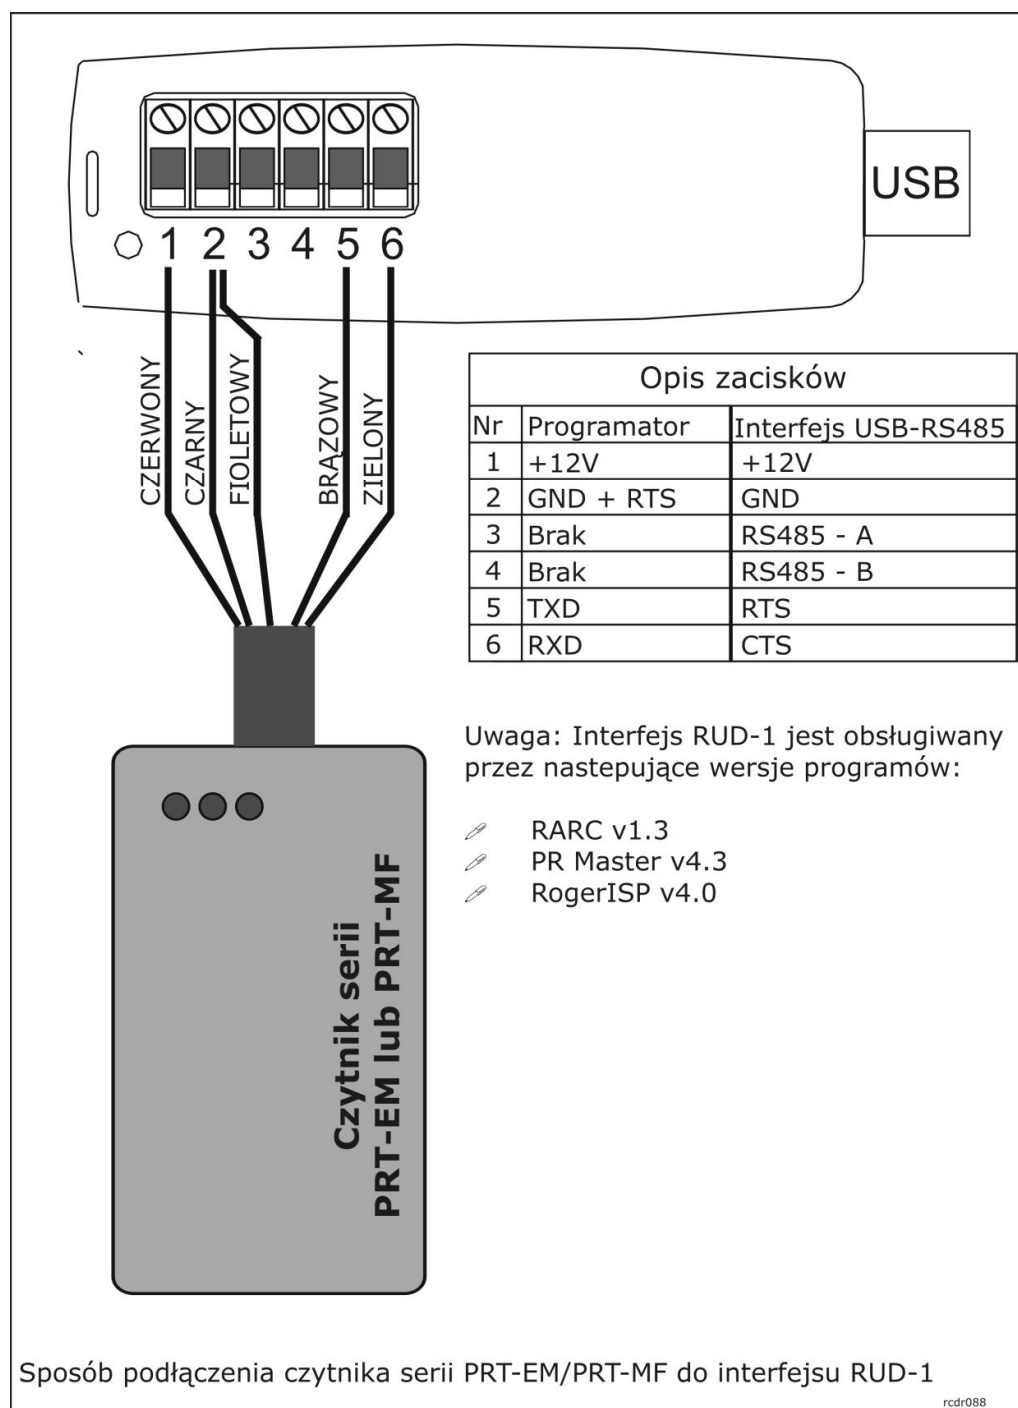 USB
1 2 3 4 5 6
CZERWONY
CZARNY
FIOLETOWY
BRĄZOWY
ZIELONY
Opis zacisków
Nr Programator Interfejs USB-RS485
1 +12V +12V
2 GND + RTS GND
3 Brak RS485 - A
4 Brak RS485 - B
5 TXD RTS
6 RXD CTS
Uwaga: Interfejs RUD-1 jest obsługiwany
przez nastepujące wersje programów:
RARC v1.3
PR Master v4.3
RogerISP v4.0
Czytnik serii
PRT-EM lub PRT-MF
Sposób podłączenia czytnika serii PRT-EM/PRT-MF do interfejsu RUD-1
rcdr088